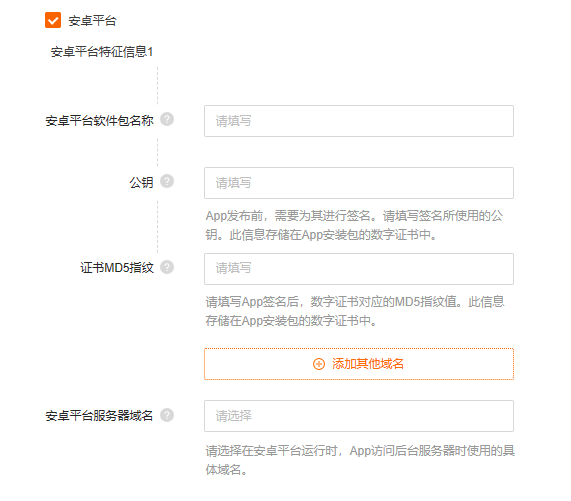 安卓平台
安卓平台特征信息1
安卓平台软件包名称 ?
请填写
公钥 ?
请填写
App发布前，需要为其进行签名。请填写签名所使用的公
钥。此信息存储在App安装包的数字证书中。
证书MD5指纹 ?
请填写
请填写App签名后，数字证书对应的MD5指纹值。此信息
存储在App安装包的数字证书中。
添加其他域名
安卓平台服务器域名 ?
请选择
请选择在安卓平台运行时，App访问后台服务器时使用的具
体域名。